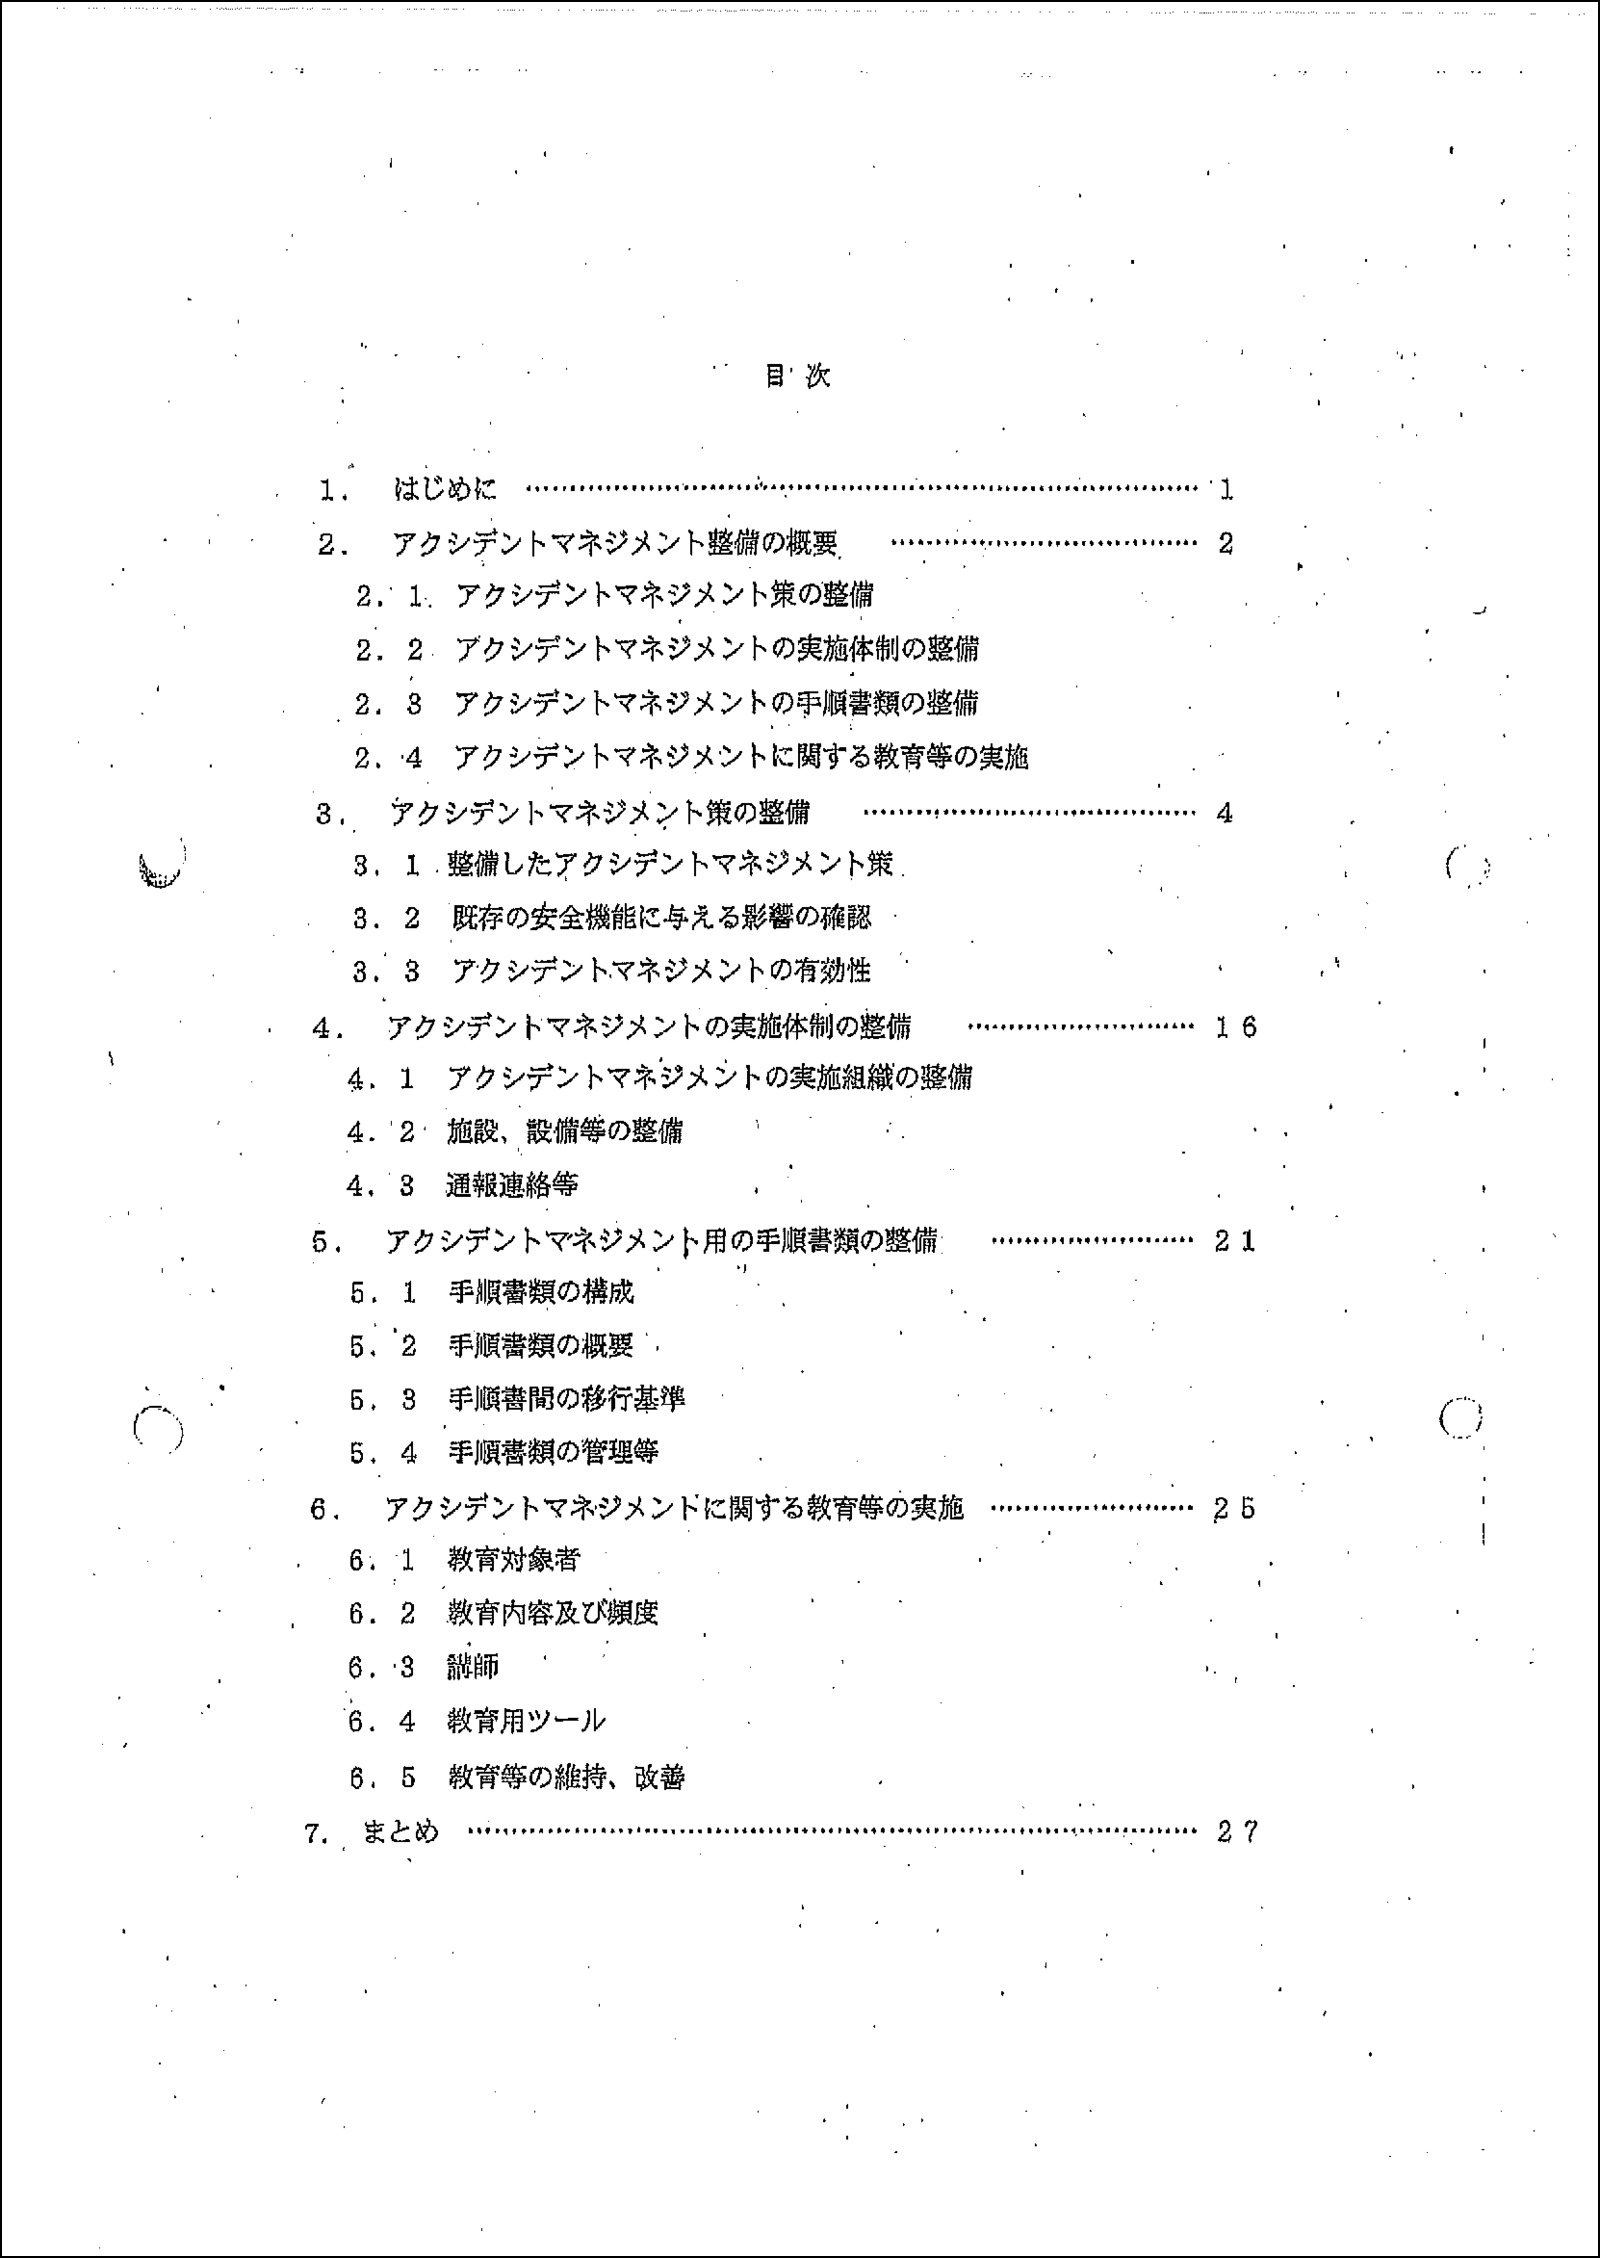 目次
1. はじめに ………………………………………………………………… 1
2. アクシデントマネジメント整備の概要 …………………………… 2
2.1 アクシデントマネジメント策の整備
2.2 アクシデントマネジメントの実施体制の整備
2.3 アクシデントマネジメントの手順書類の整備
2.4 アクシデントマネジメントに関する教育等の実施
3. アクシデントマネジメント策の整備 ……………………………… 4
3.1 整備したアクシデントマネジメント策
3.2 既存の安全機能に与える影響の確認
3.3 アクシデントマネジメントの有効性
4. アクシデントマネジメントの実施体制の整備 …………………… 16
4.1 アクシデントマネジメントの実施組織の整備
4.2 施設、設備等の整備
4.3 通報連絡等
5. アクシデントマネジメント用の手順書類の整備 ………………… 21
5.1 手順書類の構成
5.2 手順書類の概要
5.3 手順書間の移行基準
5.4 手順書類の管理等
6. アクシデントマネジメントに関する教育等の実施 ………………… 25
6.1 教育対象者
6.2 教育内容及び頻度
6.3 講師
6.4 教育用ツール
6.5 教育等の維持、改善
7. まとめ ……………………………………………………………………… 27